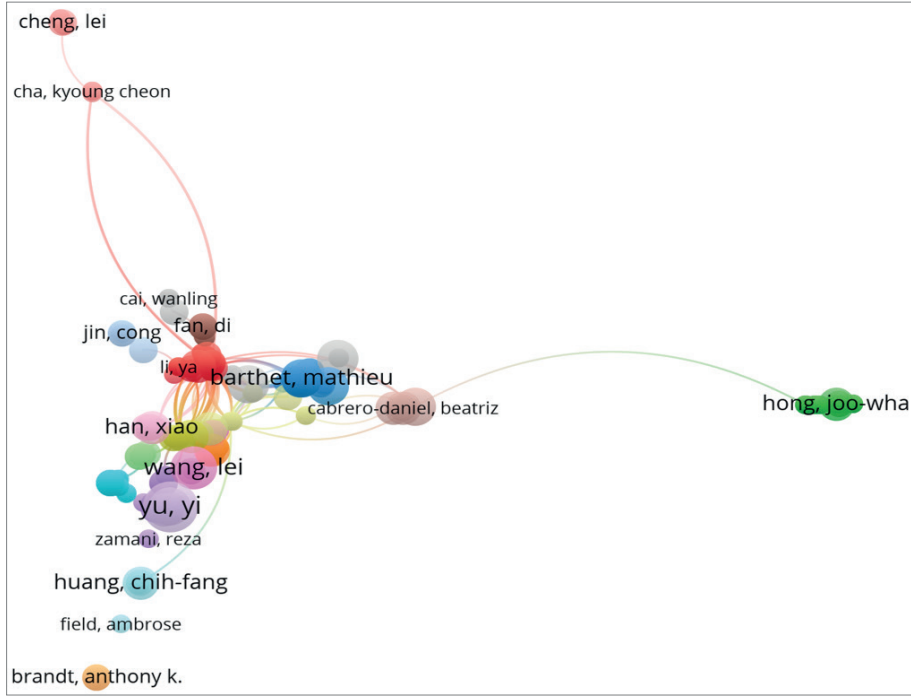 cheng, lei
cha, kyoung cheon
cai, wanling
fan, di
jin, cong
li, ya
barthet, mathieu
cabrero-daniel, beatriz
hong, joo-wha
han, xiao
wang, lei
yu, yi
zamani, reza
huang, chih-fang
field, ambrose
brandt, anthony k.